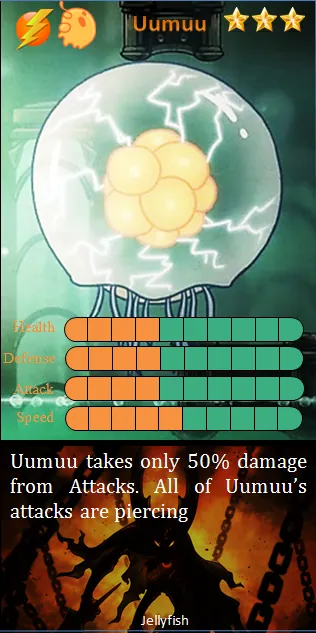 Uumuu
Health
Defense
Attack
Speed
Uumuu takes only 50% damage
from Attacks. All of Uumuu’s
attacks are piercing
Jellyfish